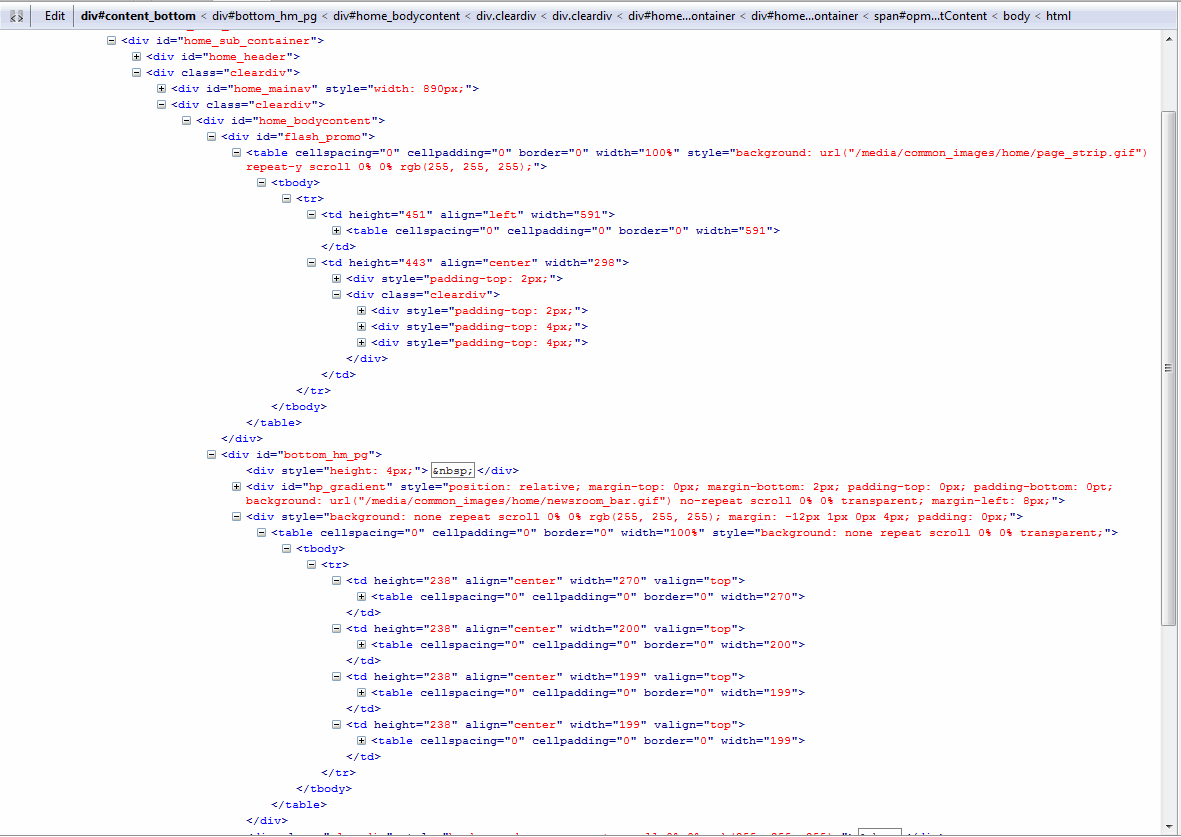 Edit div#content_bottom < div#bottom_hm_pg < div#home_bodycontent < div.cleardiv < div.cleardiv < div#home...ontainer < div#home...ontainer < span#opm...tContent < body < html
<div id="home_sub_container">
<div id="home_header">
<div class="cleardiv">
<div id="home_mainav" style="width: 890px;">
<div class="cleardiv">
<div id="home_bodycontent">
<div id="flash_promo">
<table cellspacing="0" cellpadding="0" border="0" width="100%" style="background: url("/media/common_images/home/page_strip.gif")
repeat-y scroll 0% 0% rgb(255, 255, 255);">
<tbody>
<tr>
<td height="451" align="left" width="591">
<table cellspacing="0" cellpadding="0" border="0" width="591">
</td>
<td height="443" align="center" width="298">
<div style="padding-top: 2px;">
<div class="cleardiv">
<div style="padding-top: 2px;">
<div style="padding-top: 4px;">
<div style="padding-top: 4px;">
</div>
</td>
</tr>
</tbody>
</table>
</div>
<div id="bottom_hm_pg">
<div style="height: 4px;">&nbsp;</div>
<div id="hp_gradient" style="position: relative; margin-top: 0px; margin-bottom: 2px; padding-top: 0px; padding-bottom: 0pt;
background: url("/media/common_images/home/newsroom_bar.gif") no-repeat scroll 0% 0% transparent; margin-left: 8px;">
<div style="background: none repeat scroll 0% 0% rgb(255, 255, 255); margin: -12px 1px 0px 4px; padding: 0px;">
<table cellspacing="0" cellpadding="0" border="0" width="100%" style="background: none repeat scroll 0% 0% transparent;">
<tbody>
<tr>
<td height="238" align="center" width="270" valign="top">
<table cellspacing="0" cellpadding="0" border="0" width="270">
</td>
<td height="238" align="center" width="200" valign="top">
<table cellspacing="0" cellpadding="0" border="0" width="200">
</td>
<td height="238" align="center" width="199" valign="top">
<table cellspacing="0" cellpadding="0" border="0" width="199">
</td>
<td height="238" align="center" width="199" valign="top">
<table cellspacing="0" cellpadding="0" border="0" width="199">
</td>
</tr>
</tbody>
</table>
</div>